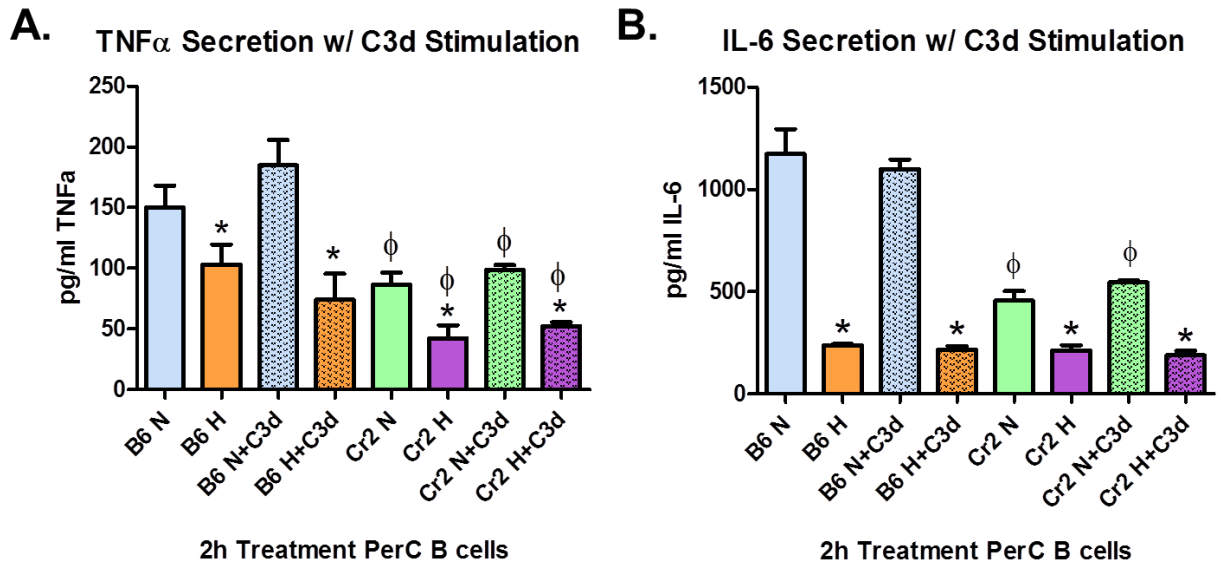 A.
TNFα Secretion w/ C3d Stimulation
pg/ml TNFa
250
200
150
100
50
0
*
*
ϕ
ϕ
*
ϕ
ϕ
*
B6 N
B6 H
B6 N+C3d
B6 H+C3d
Cr2 N
Cr2 H
Cr2 N+C3d
Cr2 H+C3d
2h Treatment PerC B cells
B.
IL-6 Secretion w/ C3d Stimulation
pg/ml IL-6
1500
1000
500
0
*
*
ϕ
*
ϕ
*
B6 N
B6 H
B6 N+C3d
B6 H+C3d
Cr2 N
Cr2 H
Cr2 N+C3d
Cr2 H+C3d
2h Treatment PerC B cells